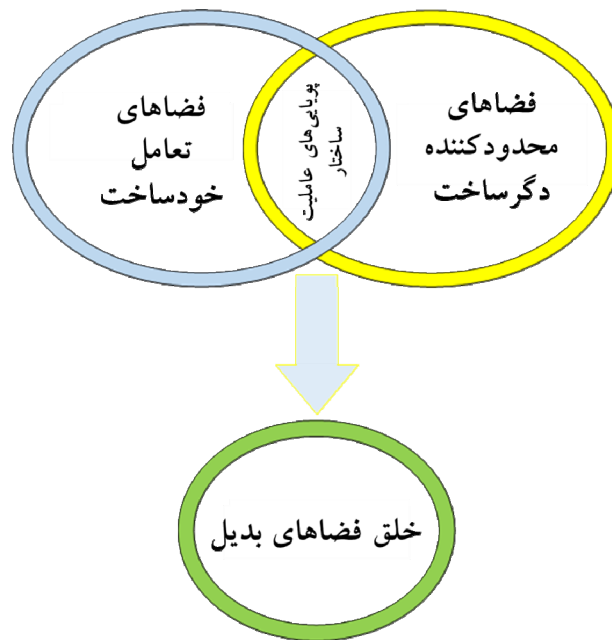 فضاهای
محدودکننده
دگرساخت
پویایی‌های عاملیت
ساختار
فضاهای
تعامل
خودساخت
خلق فضاهای بدیل